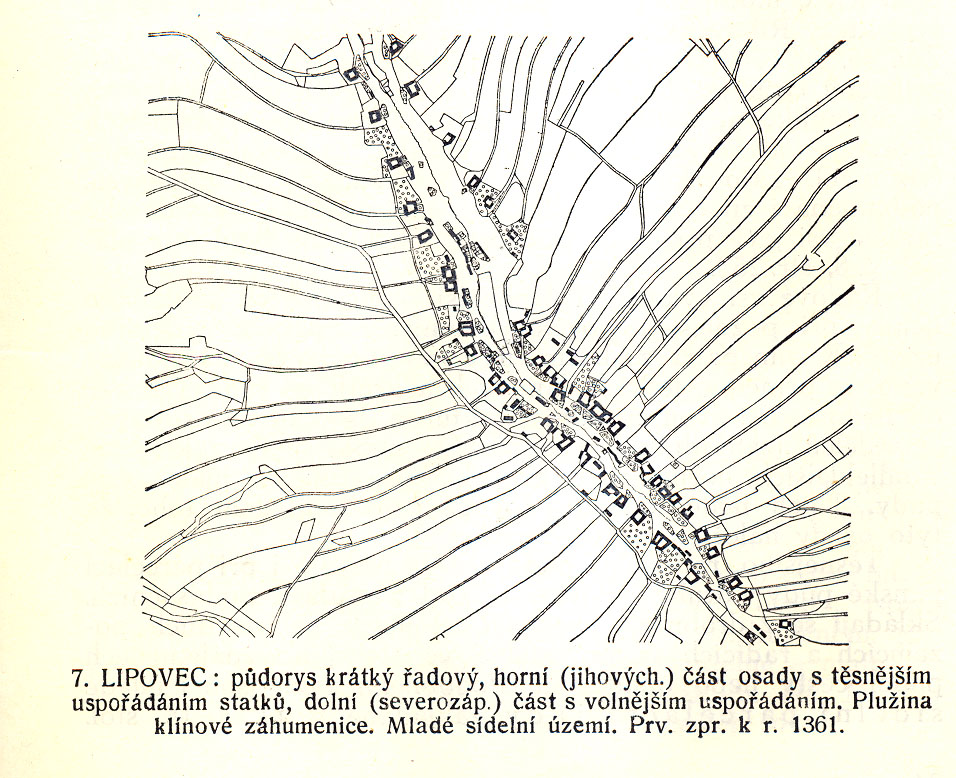 7. LIPOVEC: půdorys krátký řadový, horní (jihových.) část osady s těsnějším
uspořádáním statků, dolní (severozáp.) část s volnějším uspořádáním. Plužina
klínové záhumenice. Mladé sídelní území. Prv. zpr. k r. 1361.